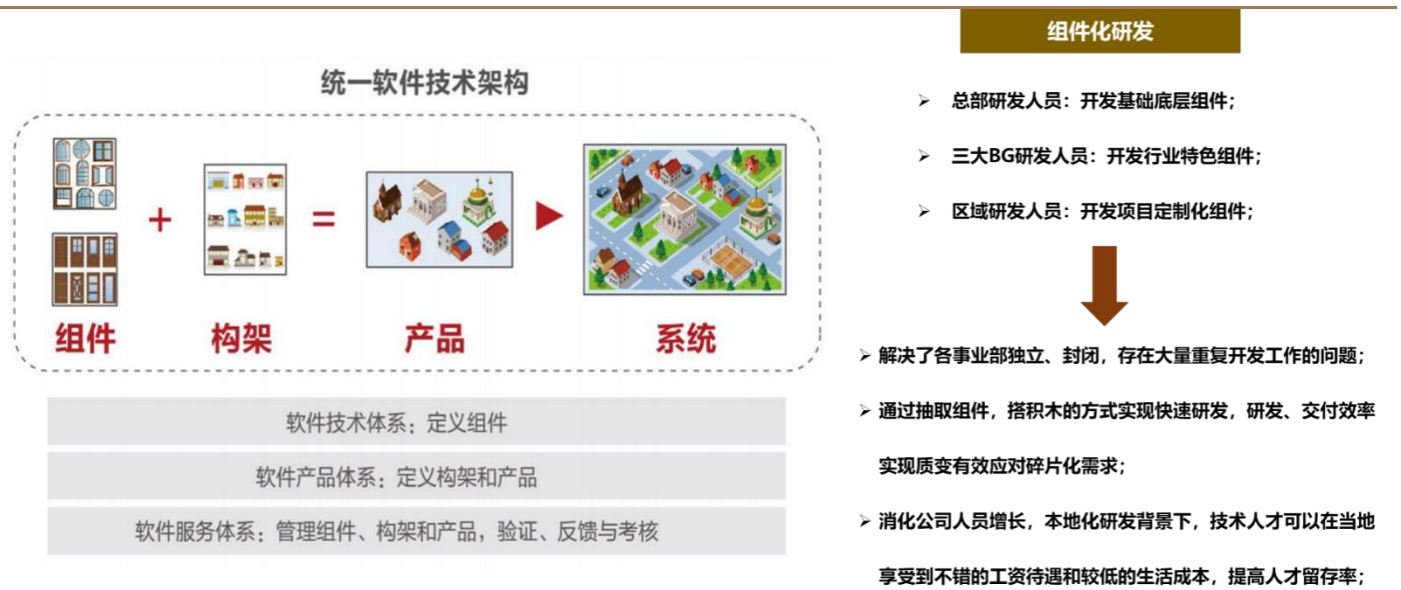 统一软件技术架构
+
=
组件
构架
产品
系统
软件技术体系：定义组件
软件产品体系：定义构架和产品
软件服务体系：管理组件、构架和产品，验证、反馈与考核
组件化研发
➢ 总部研发人员：开发基础底层组件；
➢ 三大BG研发人员：开发行业特色组件；
➢ 区域研发人员：开发项目定制化组件；
➢ 解决了各事业部独立、封闭，存在大量重复开发工作的问题；
➢ 通过抽取组件，搭积木的方式实现快速研发，研发、交付效率
实现质变有效应对碎片化需求；
➢ 消化公司人员增长，本地化研发背景下，技术人才可以在当地
享受到不错的工资待遇和较低的生活成本，提高人才留存率；